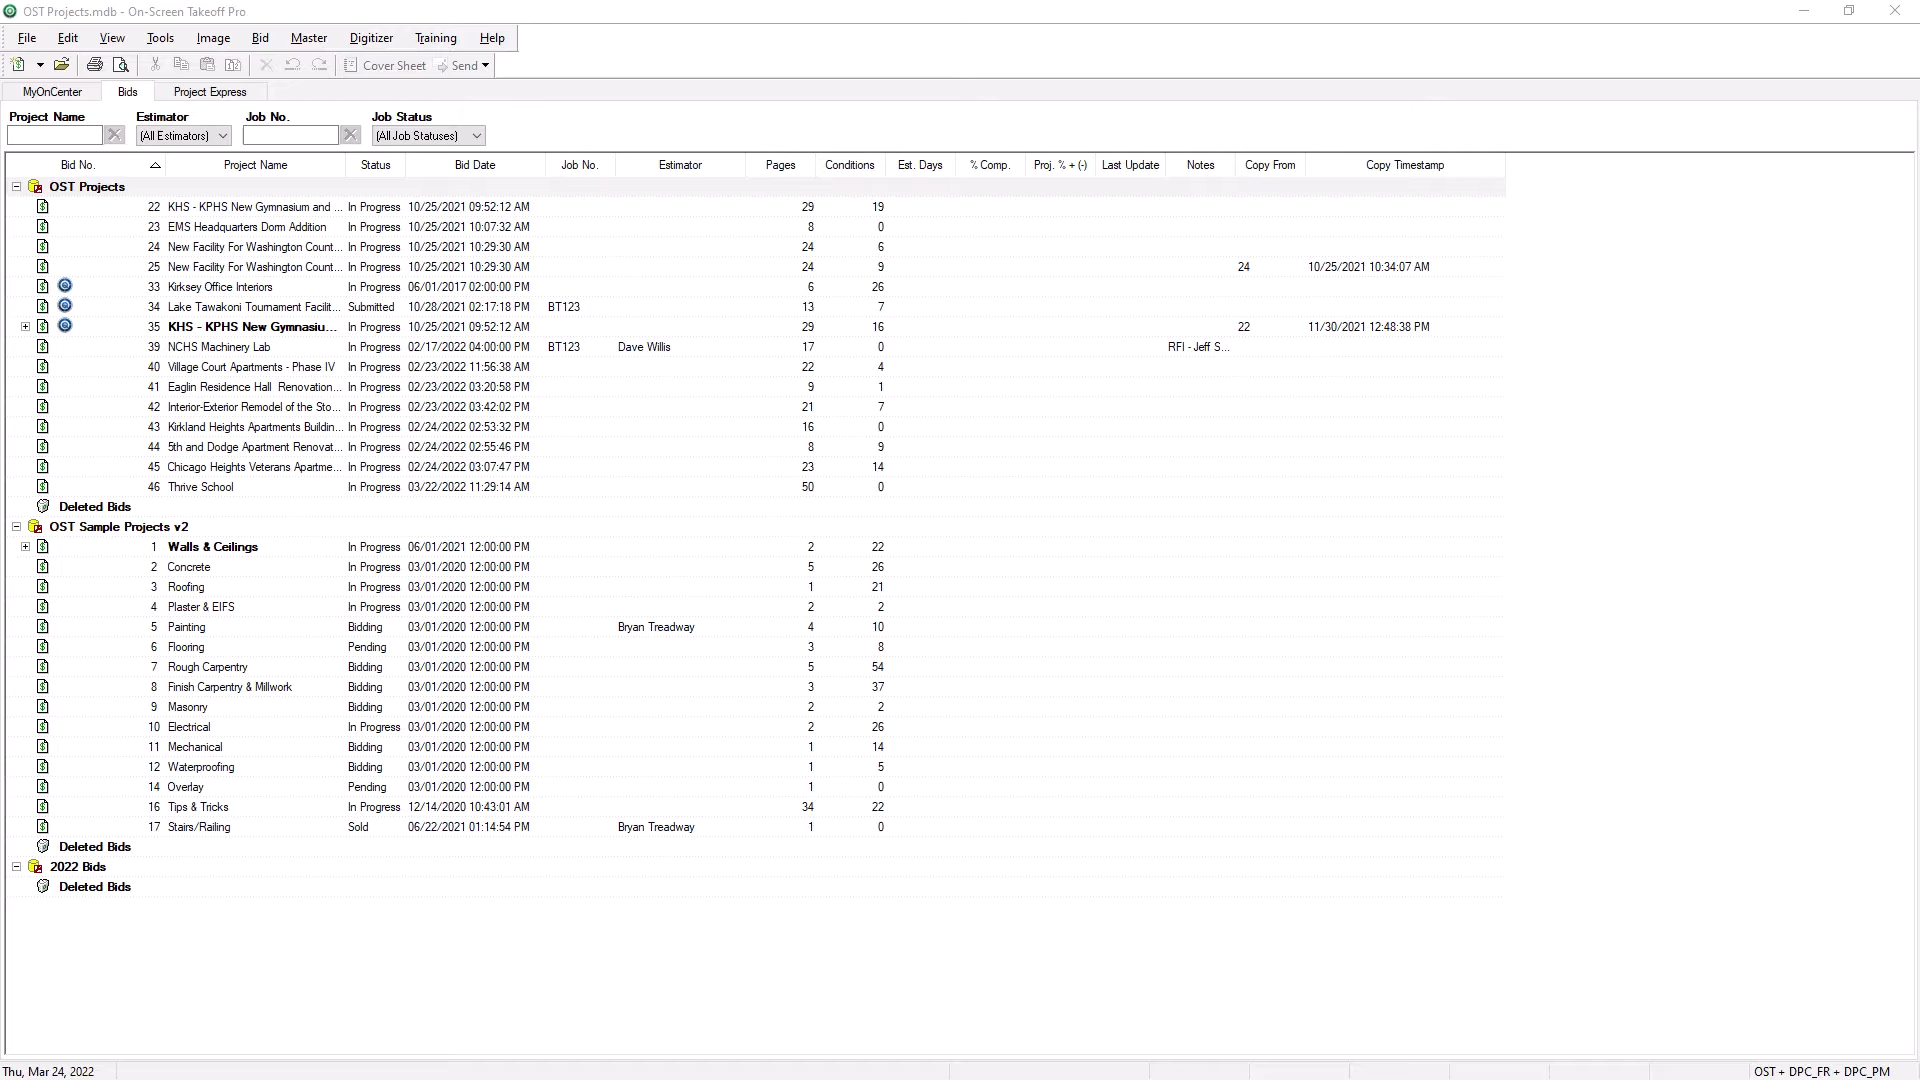 OST Projects.mdb - On-Screen Takeoff Pro
File Edit View Tools Image Bid Master Digitizer Training Help
Cover Sheet Send
MyOnCenter Bids Project Express
Project Name Estimator Job No. Job Status
(All Estimators) (All Job Statuses)
Bid No. Project Name Status Bid Date Job No. Estimator Pages Conditions Est. Days % Comp. Proj. % + (-) Last Update Notes Copy From Copy Timestamp
OST Projects
22 KHS - KPHS New Gymnasium and ... In Progress 10/25/2021 09:52:12 AM 29 19
23 EMS Headquarters Dorm Addition In Progress 10/25/2021 10:07:32 AM 8 0
24 New Facility For Washington Count... In Progress 10/25/2021 10:29:30 AM 24 6
25 New Facility For Washington Count... In Progress 10/25/2021 10:29:30 AM 24 9 24 10/25/2021 10:34:07 AM
33 Kirksey Office Interiors In Progress 06/01/2017 02:00:00 PM 6 26
34 Lake Tawakoni Tournament Facilit... Submitted 10/28/2021 02:17:18 PM BT123 13 7
35 KHS - KPHS New Gymnasiu... In Progress 10/25/2021 09:52:12 AM 29 16 22 11/30/2021 12:48:38 PM
39 NCHS Machinery Lab In Progress 02/17/2022 04:00:00 PM BT123 Dave Willis 17 0 RFI - Jeff S...
40 Village Court Apartments - Phase IV In Progress 02/23/2022 11:56:38 AM 22 4
41 Eaglin Residence Hall Renovation... In Progress 02/23/2022 03:20:58 PM 9 1
42 Interior-Exterior Remodel of the Sto... In Progress 02/23/2022 03:42:02 PM 21 7
43 Kirkland Heights Apartments Buildin... In Progress 02/24/2022 02:53:32 PM 16 0
44 5th and Dodge Apartment Renovat... In Progress 02/24/2022 02:55:46 PM 8 9
45 Chicago Heights Veterans Apartme... In Progress 02/24/2022 03:07:47 PM 23 14
46 Thrive School In Progress 03/22/2022 11:29:14 AM 50 0
Deleted Bids
OST Sample Projects v2
1 Walls & Ceilings In Progress 06/01/2021 12:00:00 PM 2 22
2 Concrete In Progress 03/01/2020 12:00:00 PM 5 26
3 Roofing In Progress 03/01/2020 12:00:00 PM 1 21
4 Plaster & EIFS In Progress 03/01/2020 12:00:00 PM 2 2
5 Painting Bidding 03/01/2020 12:00:00 PM Bryan Treadway 4 10
6 Flooring Pending 03/01/2020 12:00:00 PM 3 8
7 Rough Carpentry Bidding 03/01/2020 12:00:00 PM 5 54
8 Finish Carpentry & Millwork Bidding 03/01/2020 12:00:00 PM 3 37
9 Masonry Bidding 03/01/2020 12:00:00 PM 2 2
10 Electrical In Progress 03/01/2020 12:00:00 PM 2 26
11 Mechanical Bidding 03/01/2020 12:00:00 PM 1 14
12 Waterproofing Bidding 03/01/2020 12:00:00 PM 1 5
14 Overlay Pending 03/01/2020 12:00:00 PM 1 0
16 Tips & Tricks In Progress 12/14/2020 10:43:01 AM 34 22
17 Stairs/Railing Sold 06/22/2021 01:14:54 PM Bryan Treadway 1 0
Deleted Bids
2022 Bids
Deleted Bids
Thu, Mar 24, 2022 OST + DPC_FR + DPC_PM